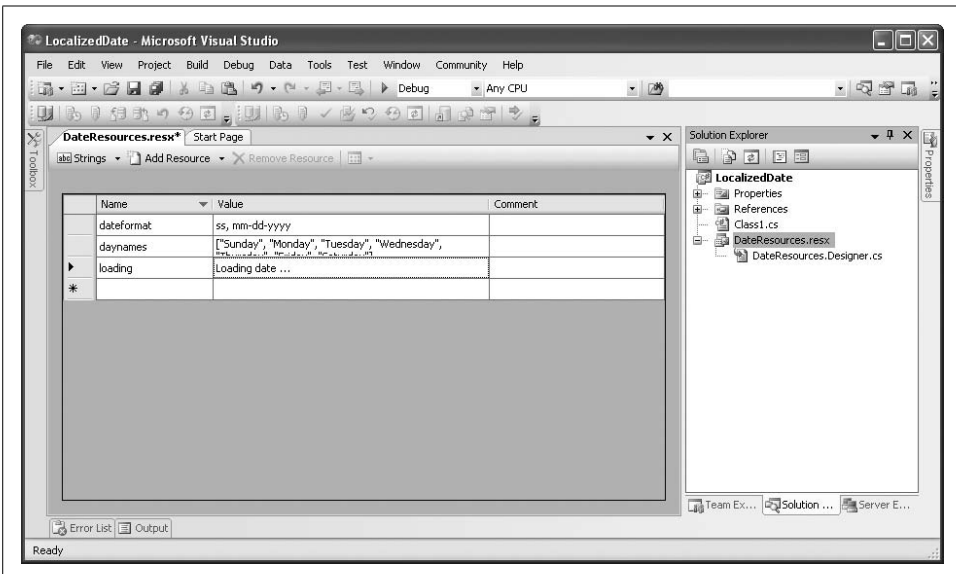 LocalizedDate - Microsoft Visual Studio
File Edit View Project Build Debug Data Tools Test Window Community Help
Debug Any CPU
Toolbox
DateResources.resx* Start Page
Strings Add Resource Remove Resource
Name Value Comment
dateformat ss, mm-dd-yyyy
daynames ["Sunday", "Monday", "Tuesday", "Wednesday",
"Thursday", "Friday", "Saturday"]
loading Loading date ...
Solution Explorer
LocalizedDate
Properties
References
Class1.cs
DateResources.resx
DateResources.Designer.cs
Properties
Team Ex... Solution ... Server E...
Error List Output
Ready